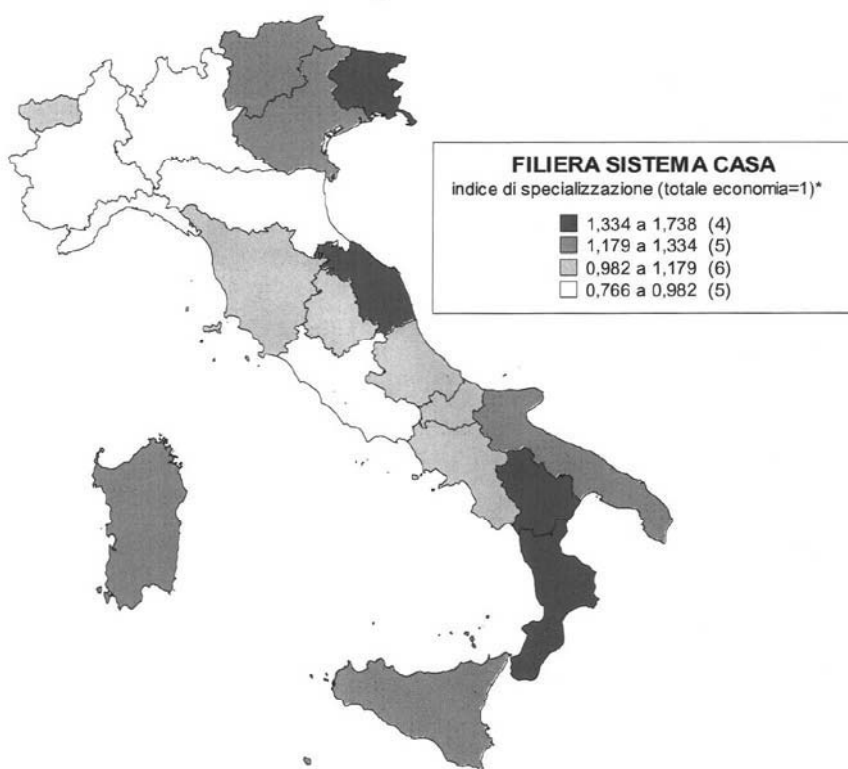 FILIERA SISTEMA CASA
indice di specializzazione (totale economia=1)*
1,334 a 1,738 (4)
1,179 a 1,334 (5)
0,982 a 1,179 (6)
0,766 a 0,982 (5)